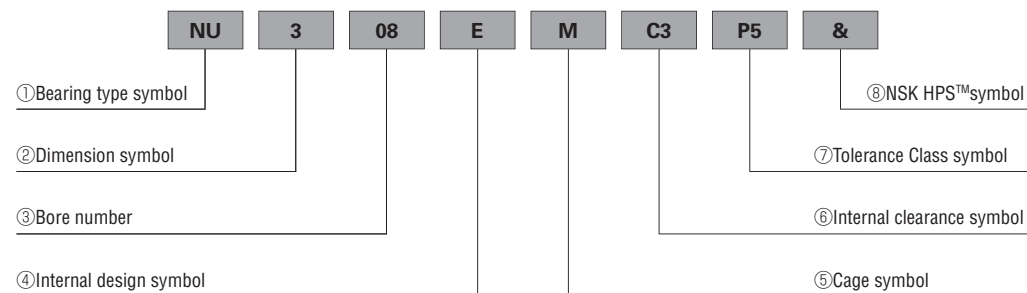 NU 3 08 E M C3 P5 &
①Bearing type symbol ⑧NSK HPS™symbol
②Dimension symbol ⑦Tolerance Class symbol
③Bore number ⑥Internal clearance symbol
④Internal design symbol ⑤Cage symbol